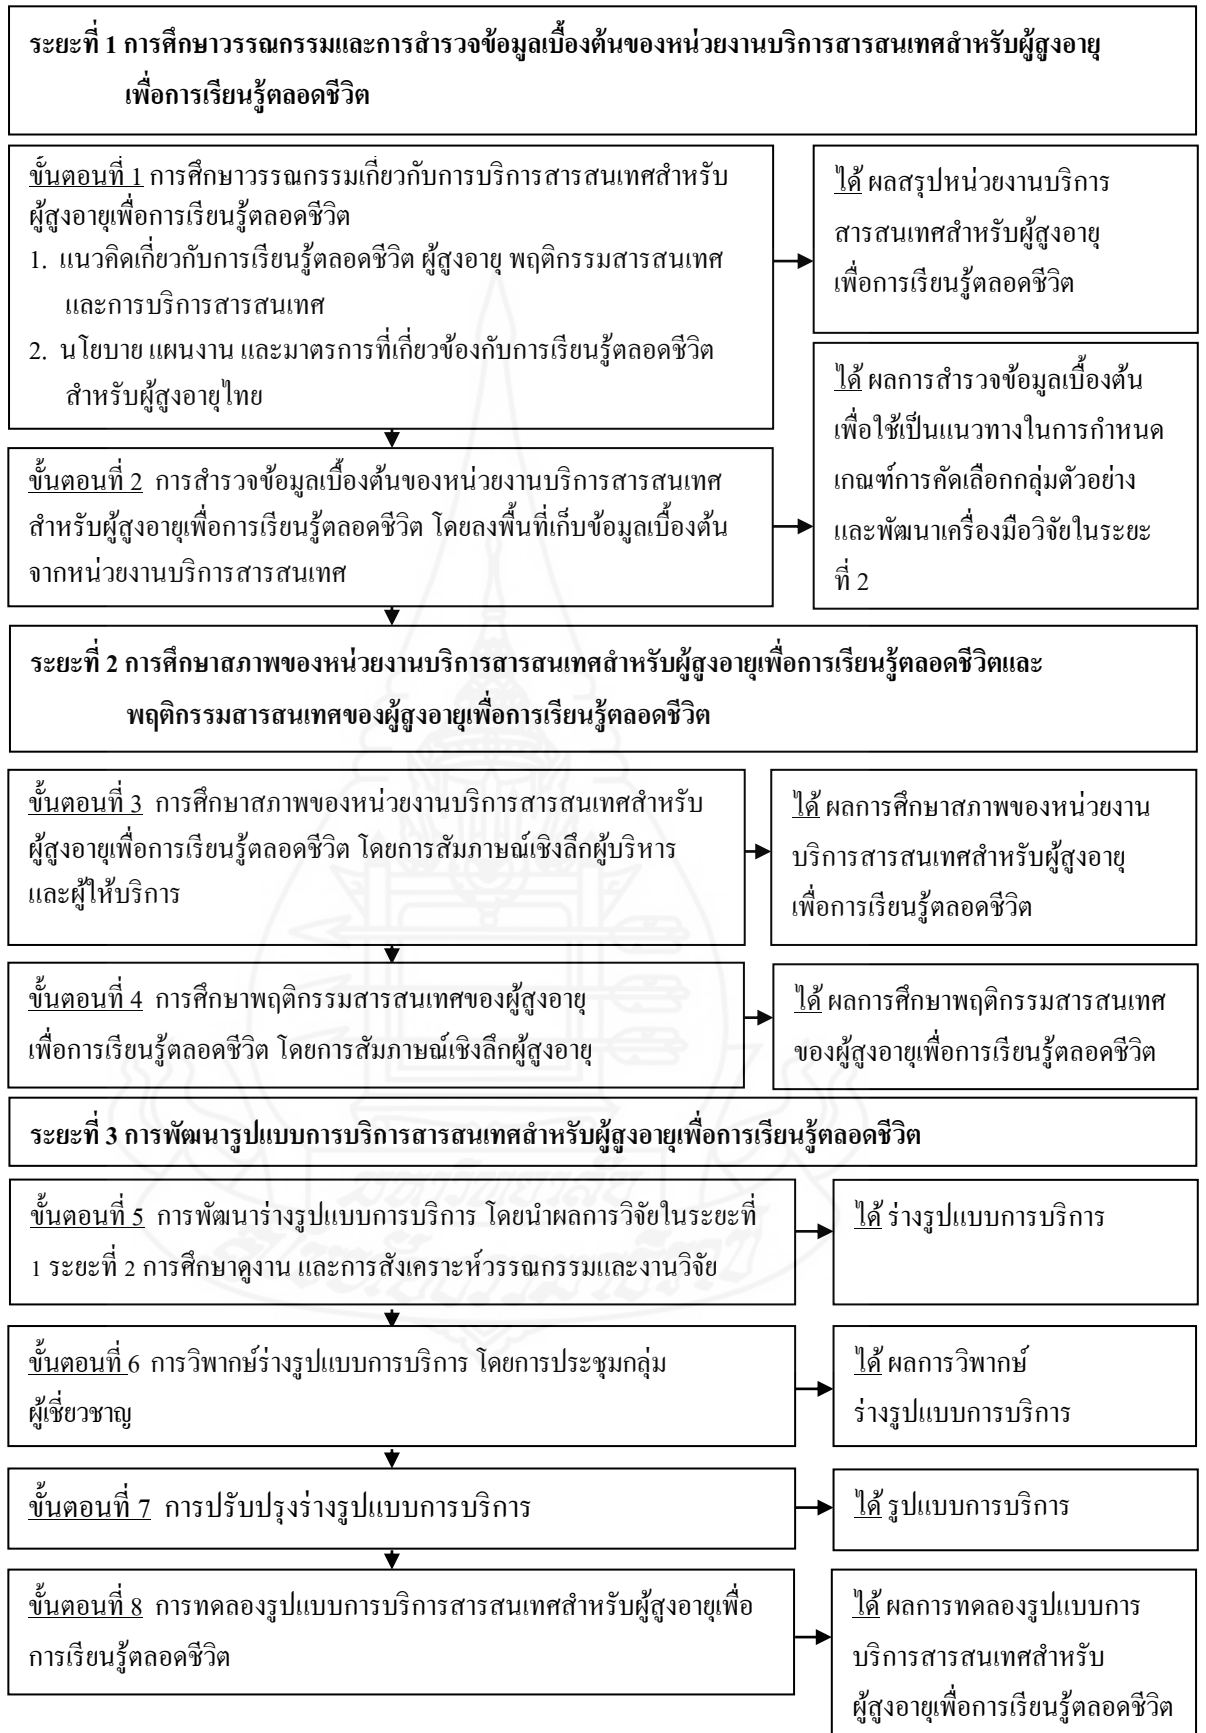 ระยะที่ 1 การศึกษาวรรณกรรมและการสำรวจข้อมูลเบื้องต้นของหน่วยงานบริการสารสนเทศสำหรับผู้สูงอายุ
เพื่อการเรียนรู้ตลอดชีวิต
ขั้นตอนที่ 1 การศึกษาวรรณกรรมเกี่ยวกับการบริการสารสนเทศสำหรับ
ผู้สูงอายุเพื่อการเรียนรู้ตลอดชีวิต
1. แนวคิดเกี่ยวกับการเรียนรู้ตลอดชีวิต ผู้สูงอายุ พฤติกรรมสารสนเทศ
และการบริการสารสนเทศ
2. นโยบาย แผนงาน และมาตรการที่เกี่ยวข้องกับการเรียนรู้ตลอดชีวิต
สำหรับผู้สูงอายุไทย
ได้ ผลสรุปหน่วยงานบริการ
สารสนเทศสำหรับผู้สูงอายุ
เพื่อการเรียนรู้ตลอดชีวิต
ขั้นตอนที่ 2 การสำรวจข้อมูลเบื้องต้นของหน่วยงานบริการสารสนเทศ
สำหรับผู้สูงอายุเพื่อการเรียนรู้ตลอดชีวิต โดยลงพื้นที่เก็บข้อมูลเบื้องต้น
จากหน่วยงานบริการสารสนเทศ
ได้ ผลการสำรวจข้อมูลเบื้องต้น
เพื่อใช้เป็นแนวทางในการกำหนด
เกณฑ์การคัดเลือกกลุ่มตัวอย่าง
และพัฒนาเครื่องมือวิจัยในระยะ
ที่ 2
ระยะที่ 2 การศึกษาสภาพของหน่วยงานบริการสารสนเทศสำหรับผู้สูงอายุเพื่อการเรียนรู้ตลอดชีวิตและ
พฤติกรรมสารสนเทศของผู้สูงอายุเพื่อการเรียนรู้ตลอดชีวิต
ขั้นตอนที่ 3 การศึกษาสภาพของหน่วยงานบริการสารสนเทศสำหรับ
ผู้สูงอายุเพื่อการเรียนรู้ตลอดชีวิต โดยการสัมภาษณ์เชิงลึกผู้บริหาร
และผู้ให้บริการ
ได้ ผลการศึกษาสภาพของหน่วยงาน
บริการสารสนเทศสำหรับผู้สูงอายุ
เพื่อการเรียนรู้ตลอดชีวิต
ขั้นตอนที่ 4 การศึกษาพฤติกรรมสารสนเทศของผู้สูงอายุ
เพื่อการเรียนรู้ตลอดชีวิต โดยการสัมภาษณ์เชิงลึกผู้สูงอายุ
ได้ ผลการศึกษาพฤติกรรมสารสนเทศ
ของผู้สูงอายุเพื่อการเรียนรู้ตลอดชีวิต
ระยะที่ 3 การพัฒนารูปแบบการบริการสารสนเทศสำหรับผู้สูงอายุเพื่อการเรียนรู้ตลอดชีวิต
มหาวิทยาลัย
สุโขทัยธรรมาธิราช
ขั้นตอนที่ 5 การพัฒนาร่างรูปแบบการบริการ โดยนำผลการวิจัยในระยะที่
1 ระยะที่ 2 การศึกษาดูงาน และการสังเคราะห์วรรณกรรมและงานวิจัย
ได้ ร่างรูปแบบการบริการ
ขั้นตอนที่ 6 การวิพากษ์ร่างรูปแบบการบริการ โดยการประชุมกลุ่ม
ผู้เชี่ยวชาญ
ได้ ผลการวิพากษ์
ร่างรูปแบบการบริการ
ขั้นตอนที่ 7 การปรับปรุงร่างรูปแบบการบริการ
ได้ รูปแบบการบริการ
ขั้นตอนที่ 8 การทดลองรูปแบบการบริการสารสนเทศสำหรับผู้สูงอายุเพื่อ
การเรียนรู้ตลอดชีวิต
ได้ ผลการทดลองรูปแบบการ
บริการสารสนเทศสำหรับ
ผู้สูงอายุเพื่อการเรียนรู้ตลอดชีวิต